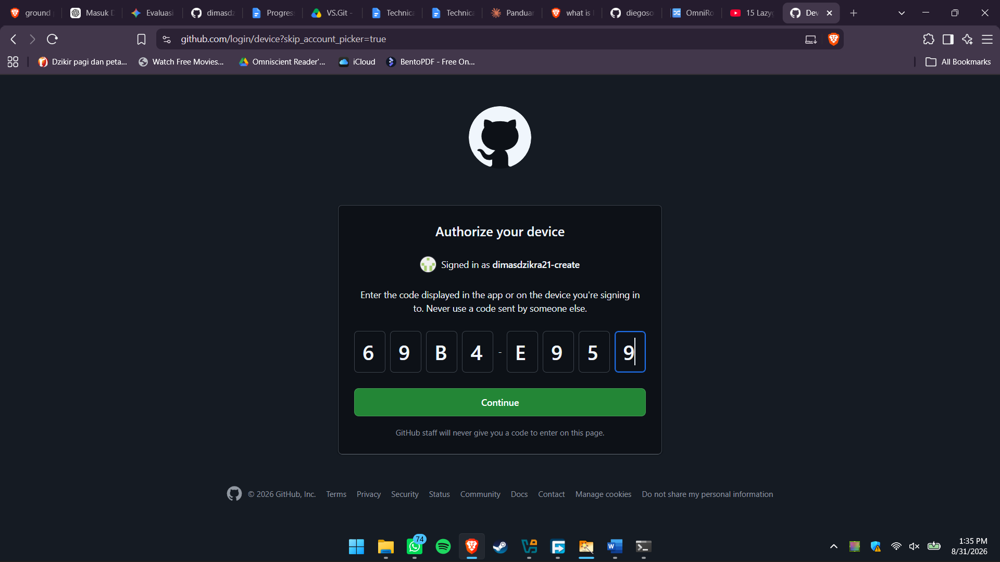 ground
Masuk D
Evaluasi
dimasdz
Progress
VS.Git -
Technica
Technica
Panduan
what is
diegoso
OmniRo
15 Lazyg
Dev
github.com/login/device?skip_account_picker=true
Dzikir pagi dan peta...
Watch Free Movies...
Omniscient Reader'...
iCloud
BentoPDF - Free On...
All Bookmarks
Authorize your device
Signed in as dimasdzikra21-create
Enter the code displayed in the app or on the device you're signing in
to. Never use a code sent by someone else.
6 9 B 4 - E 9 5 9
Continue
GitHub staff will never give you a code to enter on this page.
© 2026 GitHub, Inc. Terms Privacy Security Status Community Docs Contact Manage cookies Do not share my personal information
74
1:35 PM
8/31/2026